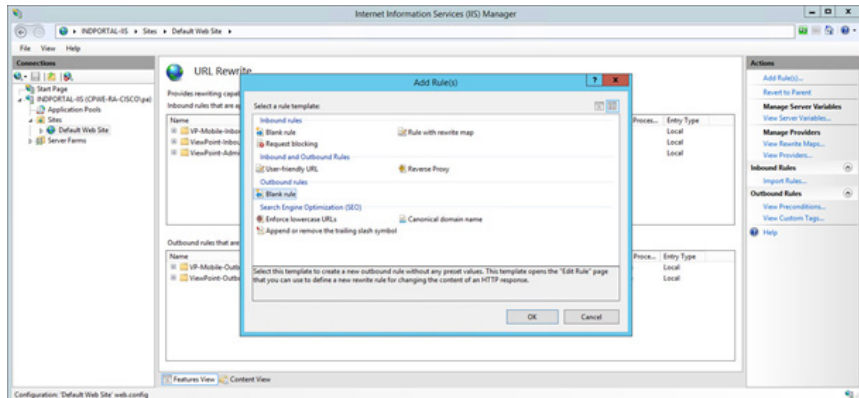 Internet Information Services (IIS) Manager
INDPORTAL-IIS ▸ Sites ▸ Default Web Site ▸
File View Help
Connections
Start Page
INDPORTAL-IIS (CPWE-RA-CISCO\pa)
Application Pools
Sites
Default Web Site
Server Farms
URL Rewrite
Provides rewriting capa
Inbound rules that are a
Name
VP-Mobile-Inbo
ViewPoint-Inbou
ViewPoint-Admi
Outbound rules that are
Name
VP-Mobile-Outb
ViewPoint-Outb
Add Rule(s)
Select a rule template:
Inbound rules
Blank rule
Rule with rewrite map
Request blocking
Inbound and Outbound Rules
User-friendly URL
Reverse Proxy
Outbound rules
Blank rule
Search Engine Optimization (SEO)
Enforce lowercase URLs
Canonical domain name
Append or remove the trailing slash symbol
Select this template to create a new outbound rule without any preset values. This template opens the "Edit Rule" page
that you can use to define a new rewrite rule for changing the content of an HTTP response.
OK Cancel
Proces... Entry Type
Local
Local
Local
Proce... Entry Type
Local
Local
Features View Content View
Actions
Add Rule(s)...
Revert to Parent
Manage Server Variables
View Server Variables...
Manage Providers
View Rewrite Maps...
View Providers...
Inbound Rules
Import Rules...
Outbound Rules
View Preconditions...
View Custom Tags...
Help
Configuration: 'Default Web Site' web.config